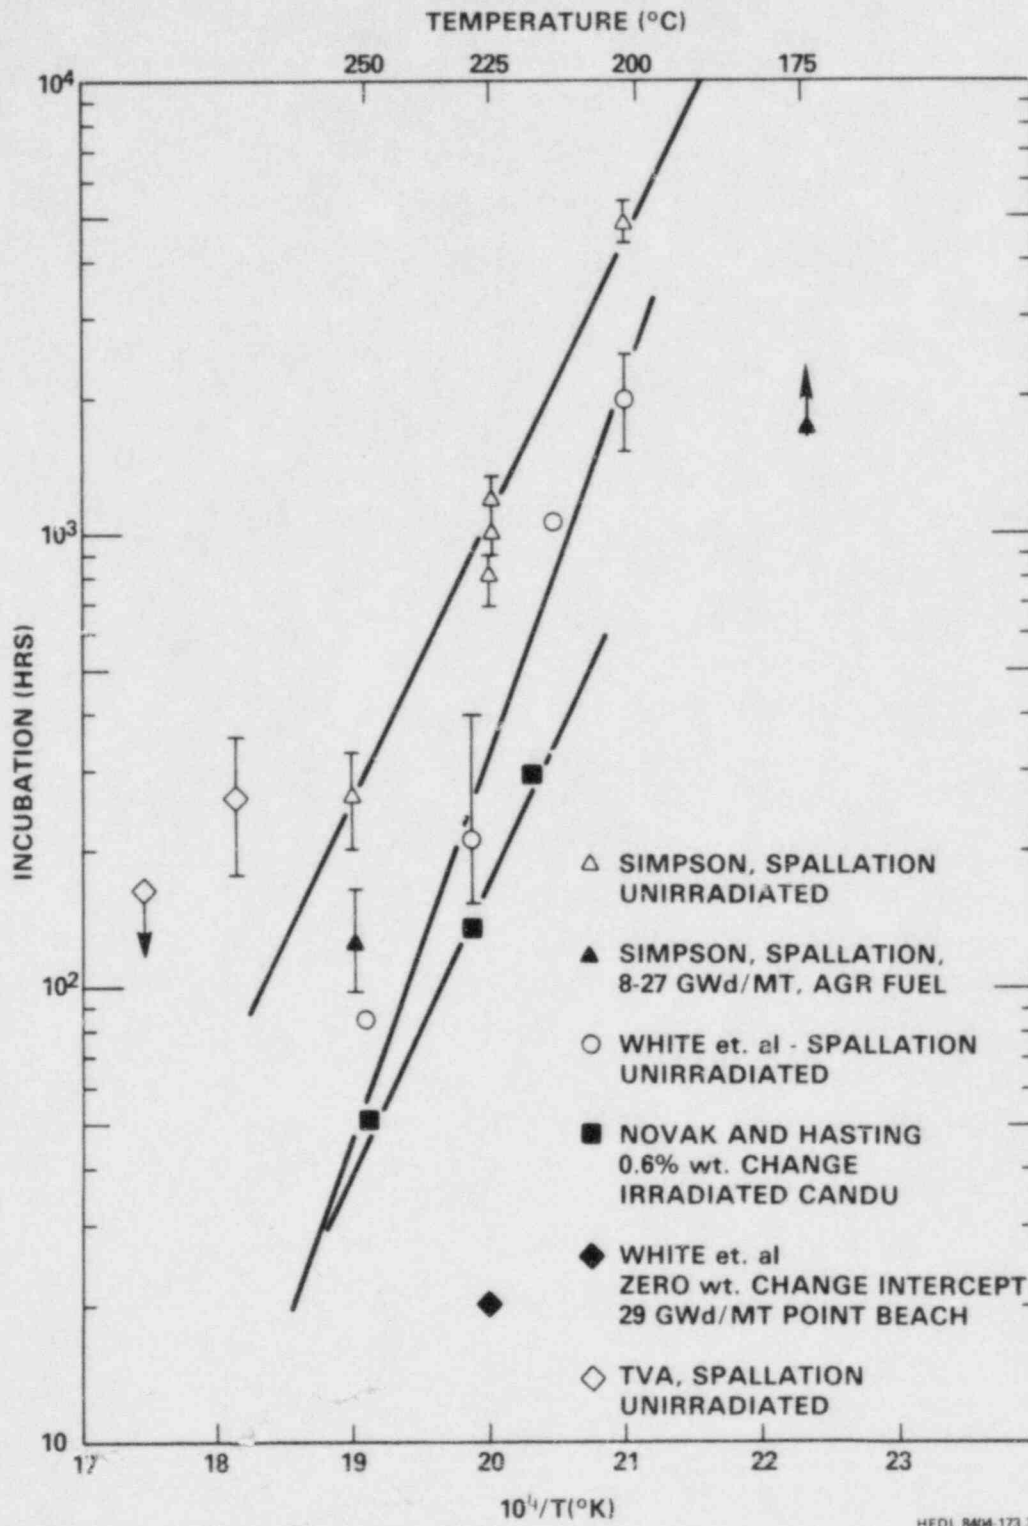 TEMPERATURE (°C)
250 225 200 175
10⁴
10³
10²
10
INCUBATION (HRS)
△ SIMPSON, SPALLATION
UNIRRADIATED
▲ SIMPSON, SPALLATION,
8-27 GWd/MT, AGR FUEL
○ WHITE et. al - SPALLATION
UNIRRADIATED
■ NOVAK AND HASTING
0.6% wt. CHANGE
IRRADIATED CANDU
◆ WHITE et. al
ZERO wt. CHANGE INTERCEPT
29 GWd/MT POINT BEACH
◇ TVA, SPALLATION
UNIRRADIATED
17 18 19 20 21 22 23
10⁴/T(°K)
HEDL 8404-173